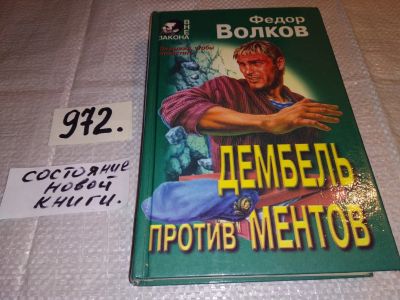 ВНЕ
ЗАКОНА
Федор
Волков
ДЕМБЕЛЬ
ПРОТИВ МЕНТОВ
972.
СОСТОЯНИЕ
НОВОЙ
КНИГИ.